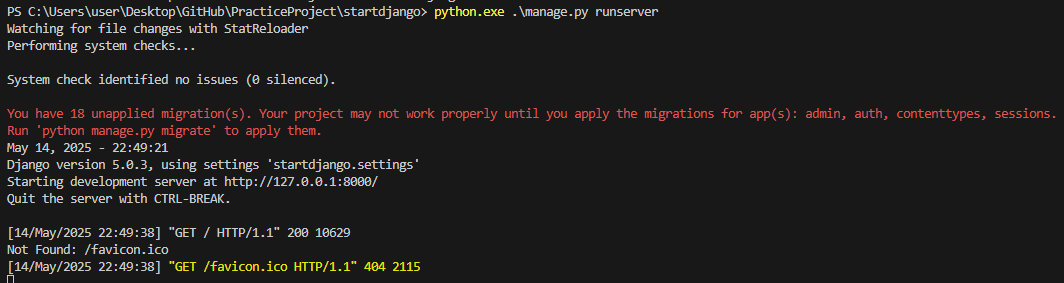 PS C:\Users\user\Desktop\GitHub\PracticeProject\startdjango> python.exe .\manage.py runserver
Watching for file changes with StatReloader
Performing system checks...
System check identified no issues (0 silenced).
You have 18 unapplied migration(s). Your project may not work properly until you apply the migrations for app(s): admin, auth, contenttypes, sessions.
Run 'python manage.py migrate' to apply them.
May 14, 2025 - 22:49:21
Django version 5.0.3, using settings 'startdjango.settings'
Starting development server at http://127.0.0.1:8000/
Quit the server with CTRL-BREAK.
[14/May/2025 22:49:38] "GET / HTTP/1.1" 200 10629
Not Found: /favicon.ico
[14/May/2025 22:49:38] "GET /favicon.ico HTTP/1.1" 404 2115